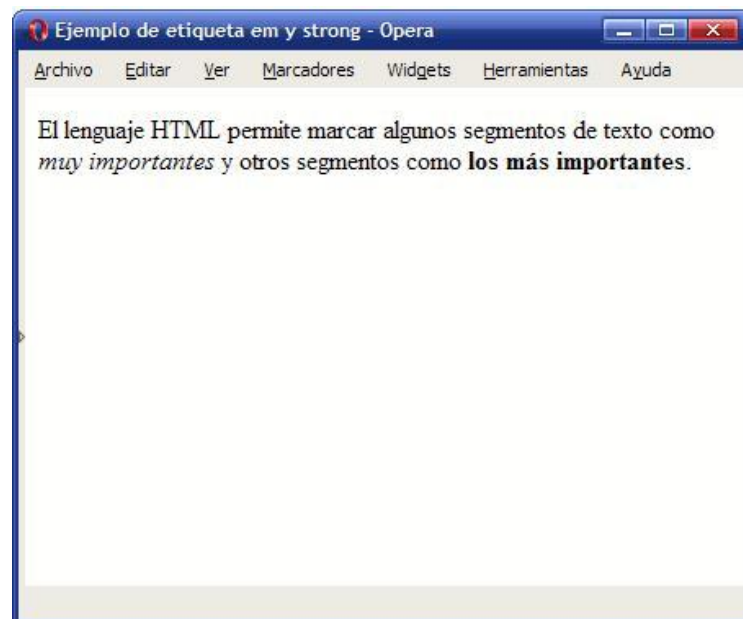 Ejemplo de etiqueta em y strong - Opera
Archivo Editar Ver Marcadores Widgets Herramientas Ayuda
El lenguaje HTML permite marcar algunos segmentos de texto como
muy importantes y otros segmentos como los más importantes.